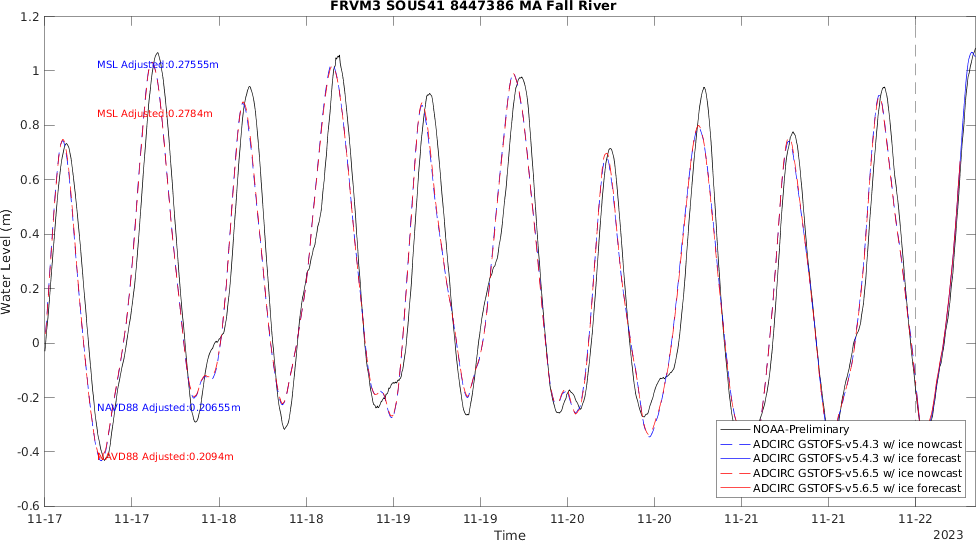 FRVM3 SOUS41 8447386 MA Fall River
1.2
1
0.8
0.6
0.4
0.2
0
-0.2
-0.4
-0.6
Water Level (m)
MSL Adjusted:0.27555m
MSL Adjusted:0.2784m
NAVD88 Adjusted:0.20655m
NAVD88 Adjusted:0.2094m
NOAA-Preliminary
ADCIRC GSTOFS-v5.4.3 w/ ice nowcast
ADCIRC GSTOFS-v5.4.3 w/ ice forecast
ADCIRC GSTOFS-v5.6.5 w/ ice nowcast
ADCIRC GSTOFS-v5.6.5 w/ ice forecast
11-17 11-17 11-18 11-18 11-19 11-19 11-20 11-20 11-21 11-21 11-22
Time
2023